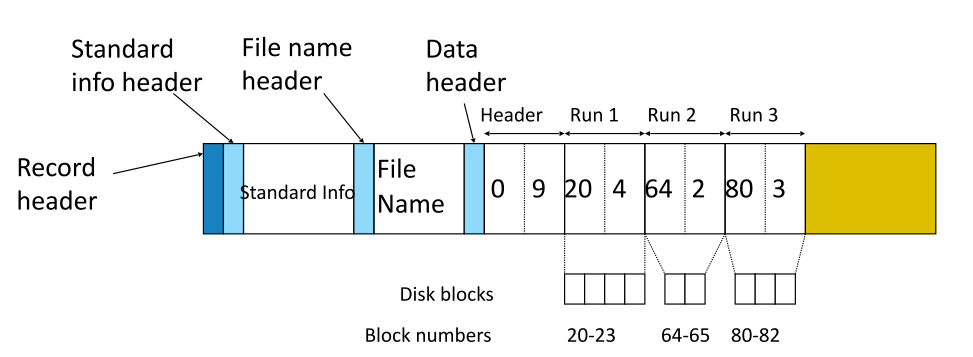 Standard
info header
File name
header
Data
header
Header Run 1 Run 2 Run 3
Record
header
Standard Info
File
Name
0 9 20 4 64 2 80 3
Disk blocks
Block numbers 20-23 64-65 80-82